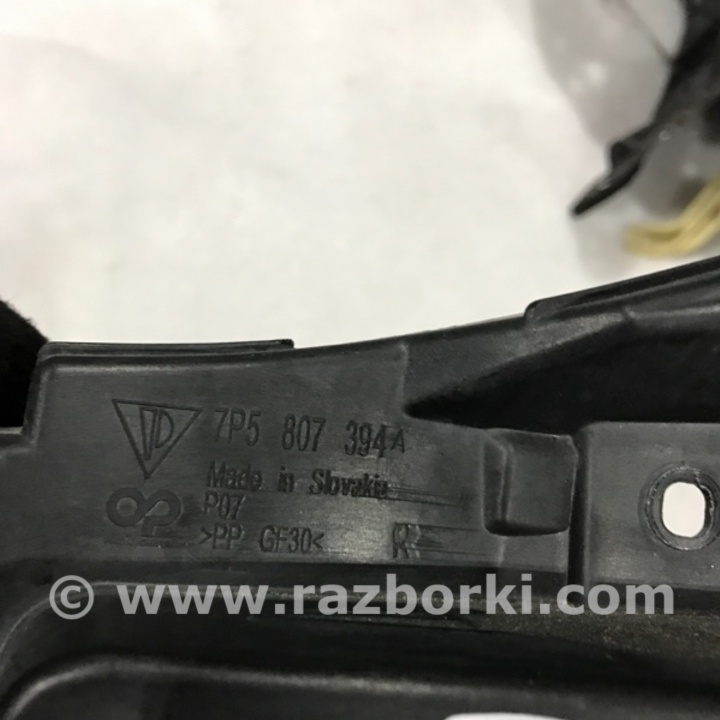 7P5 807 394 A
Made in Slovakia
P07
>PP GF30< R
© www.razborki.com